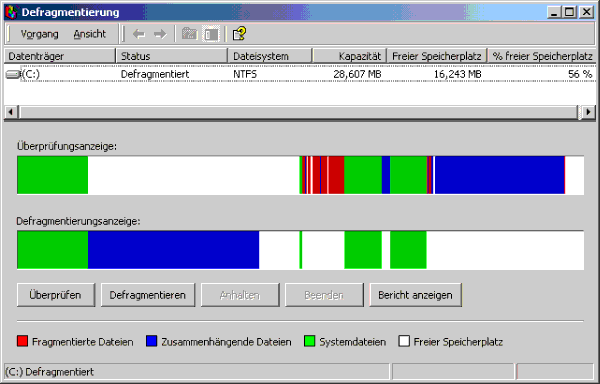 Defragmentierung
Vorgang Ansicht
Datenträger Status Dateisystem Kapazität Freier Speicherplatz % freier Speicherplatz
(C:) Defragmentiert NTFS 28,607 MB 16,243 MB 56 %
Überprüfungsanzeige:
Defragmentierungsanzeige:
Überprüfen Defragmentieren Anhalten Beenden Bericht anzeigen
Fragmentierte Dateien Zusammenhängende Dateien Systemdateien Freier Speicherplatz
(C:) Defragmentiert